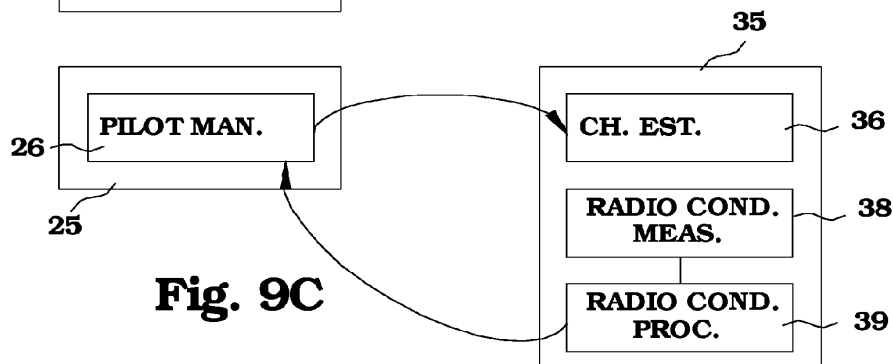 35
PILOT MAN.
CH. EST.
36
26
25
RADIO COND.
MEAS.
38
Fig. 9C
RADIO COND.
PROC.
39